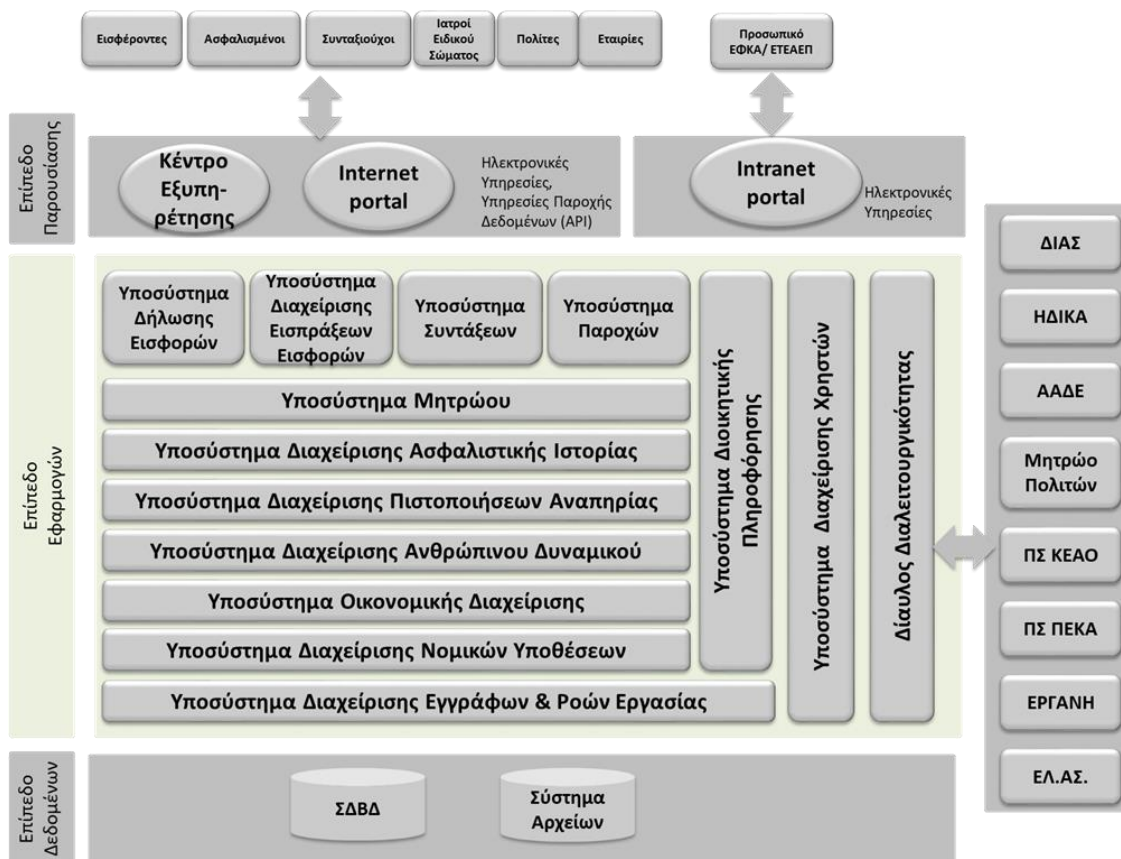 Εισφέροντες
Ασφαλισμένοι
Συνταξιούχοι
Ιατροί
Ειδικού
Σώματος
Πολίτες
Εταιρίες
Προσωπικό
ΕΦΚΑ/ ΕΤΕΑΕΠ
Επίπεδο
Παρουσίασης
Κέντρο
Εξυπη-
ρέτησης
Internet
portal
Ηλεκτρονικές
Υπηρεσίες,
Υπηρεσίες Παροχής
Δεδομένων (API)
Intranet
portal
Ηλεκτρονικές
Υπηρεσίες
Επίπεδο
Εφαρμογών
Υποσύστημα
Δήλωσης
Εισφορών
Υποσύστημα
Διαχείρισης
Εισπράξεων
Εισφορών
Υποσύστημα
Συντάξεων
Υποσύστημα
Παροχών
Υποσύστημα Μητρώου
Υποσύστημα Διαχείρισης Ασφαλιστικής Ιστορίας
Υποσύστημα Διαχείρισης Πιστοποιήσεων Αναπηρίας
Υποσύστημα Διαχείρισης Ανθρώπινου Δυναμικού
Υποσύστημα Οικονομικής Διαχείρισης
Υποσύστημα Διαχείρισης Νομικών Υποθέσεων
Υποσύστημα Διαχείρισης Εγγράφων & Ροών Εργασίας
Υποσύστημα Διοικητικής
Πληροφόρησης
Υποσύστημα Διαχείρισης Χρηστών
Δίαυλος Διαλειτουργικότητας
ΔΙΑΣ
ΗΔΙΚΑ
ΑΑΔΕ
Μητρώο
Πολιτών
ΠΣ ΚΕΑΟ
ΠΣ ΠΕΚΑ
ΕΡΓΑΝΗ
ΕΛ.ΑΣ.
Επίπεδο
Δεδομένων
ΣΔΒΔ
Σύστημα
Αρχείων